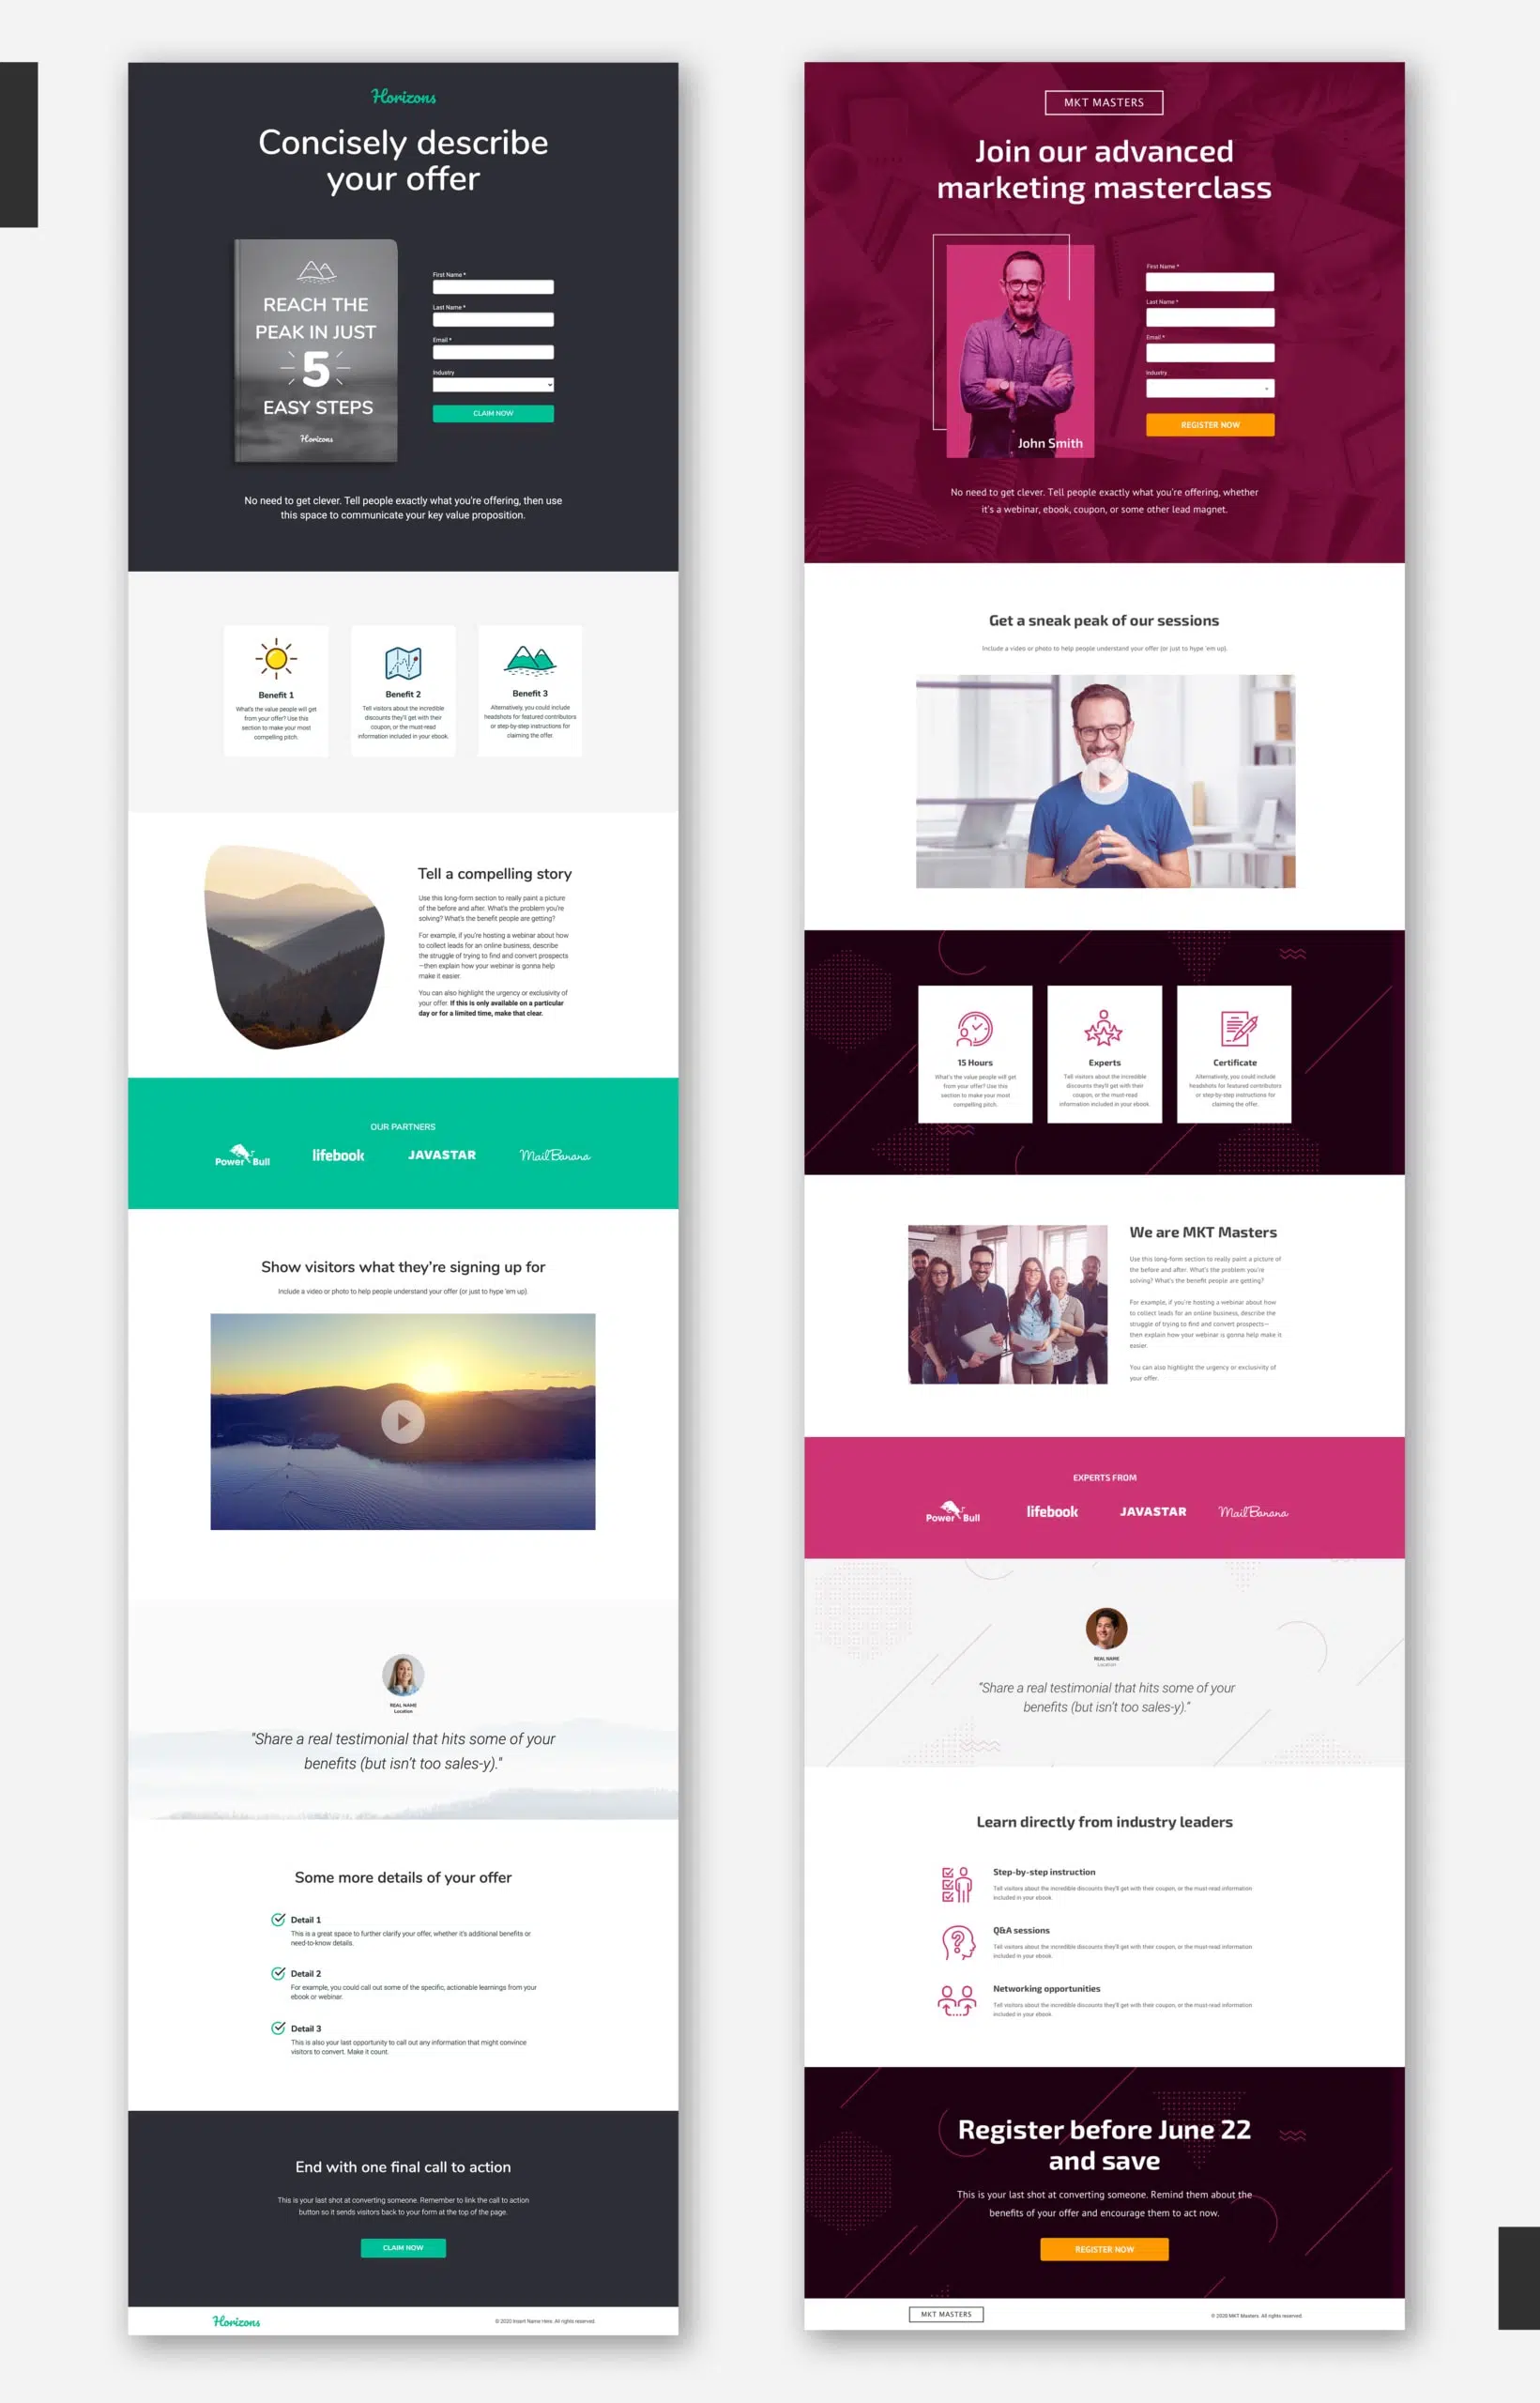 Horizons
Concisely describe
your offer
REACH THE
PEAK IN JUST
5
EASY STEPS
Horizons
First Name *
Last Name *
Email *
Industry
CLAIM NOW
No need to get clever. Tell people exactly what you're offering, then use
this space to communicate your key value proposition.
Benefit 1
What's the value people will get
from your offer? Use this
section to make your most
compelling pitch.
Benefit 2
Tell visitors about the incredible
discounts they'll get with their
coupon, or the must-read
information included in your ebook.
Benefit 3
Alternatively, you could include
headshots for featured contributors
or step-by-step instructions for
claiming the offer.
Tell a compelling story
Use this long-form section to really paint a picture
of the before and after. What's the problem you're
solving? What's the benefit people are getting?
For example, if you're hosting a webinar about how
to collect leads for an online business, describe
the struggle of trying to find and convert prospects
—then explain how your webinar is gonna help
make it easier.
You can also highlight the urgency or exclusivity of
your offer. If this is only available on a particular
day or for a limited time, make that clear.
OUR PARTNERS
Power Bull
lifebook
JAVASTAR
MailBanana
Show visitors what they're signing up for
Include a video or photo to help people understand your offer (or just to hype 'em up).
REAL NAME
Location
"Share a real testimonial that hits some of your
benefits (but isn't too sales-y)."
Some more details of your offer
Detail 1
This is a great space to further clarify your offer, whether it's additional benefits or
need-to-know details.
Detail 2
For example, you could call out some of the specific, actionable learnings from your
ebook or webinar.
Detail 3
This is also your last opportunity to call out any information that might convince
visitors to convert. Make it count.
End with one final call to action
This is your last shot at converting someone. Remember to link the call to action
button so it sends visitors back to your form at the top of the page.
CLAIM NOW
Horizons
© 2020 Insert Name Here. All rights reserved.
MKT MASTERS
Join our advanced
marketing masterclass
John Smith
First Name *
Last Name *
Email *
Industry
REGISTER NOW
No need to get clever. Tell people exactly what you're offering, whether
it's a webinar, ebook, coupon, or some other lead magnet.
Get a sneak peak of our sessions
Include a video or photo to help people understand your offer (or just to hype 'em up).
15 Hours
What's the value people will get
from your offer? Use this
section to make your most
compelling pitch.
Experts
Tell visitors about the incredible
discounts they'll get with their
coupon, or the must-read
information included in your ebook.
Certificate
Alternatively, you could include
headshots for featured contributors
or step-by-step instructions for
claiming the offer.
We are MKT Masters
Use this long-form section to really paint a picture of
the before and after. What's the problem you're
solving? What's the benefit people are getting?
For example, if you're hosting a webinar about how
to collect leads for an online business, describe the
struggle of trying to find and convert prospects—
then explain how your webinar is gonna help make it
easier.
You can also highlight the urgency or exclusivity of
your offer.
EXPERTS FROM
Power Bull
lifebook
JAVASTAR
MailBanana
REAL NAME
Location
"Share a real testimonial that hits some of your
benefits (but isn't too sales-y)."
Learn directly from industry leaders
Step-by-step instruction
Tell visitors about the incredible discounts they'll get with their coupon, or the must-read information
included in your ebook.
Q&A sessions
Tell visitors about the incredible discounts they'll get with their coupon, or the must-read information
included in your ebook.
Networking opportunities
Tell visitors about the incredible discounts they'll get with their coupon, or the must-read information
included in your ebook.
Register before June 22
and save
This is your last shot at converting someone. Remind them about the
benefits of your offer and encourage them to act now.
REGISTER NOW
MKT MASTERS
© 2020 MKT Masters. All rights reserved.